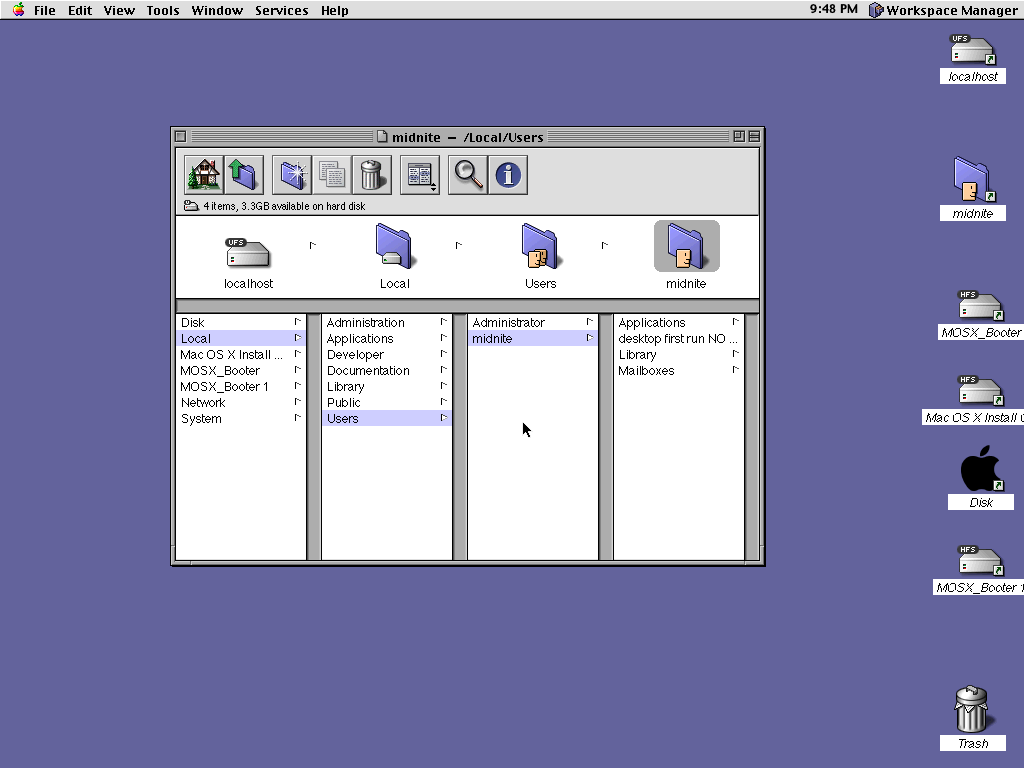 File Edit View Tools Window Services Help 9:48 PM Workspace Manager
UFS
localhost
midnite
HFS
MOSX_Booter
HFS
Mac OS X Install
Disk
HFS
MOSX_Booter 1
Trash
midnite – /Local/Users
4 items, 3.3GB available on hard disk
UFS
localhost Local Users midnite
Disk
Local
Mac OS X Install ...
MOSX_Booter
MOSX_Booter 1
Network
System
Administration
Applications
Developer
Documentation
Library
Public
Users
Administrator
midnite
Applications
desktop first run NO ...
Library
Mailboxes